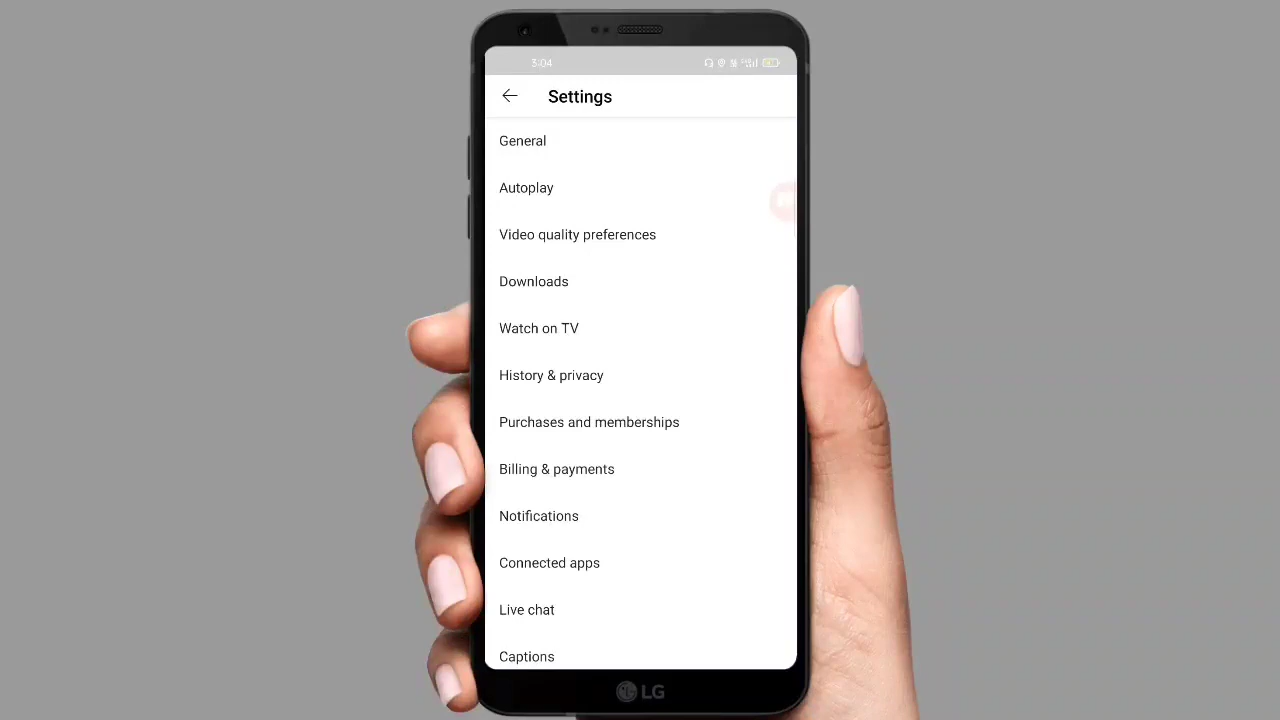 3:04
Settings
General
Autoplay
Video quality preferences
Downloads
Watch on TV
History & privacy
Purchases and memberships
Billing & payments
Notifications
Connected apps
Live chat
Captions
LG